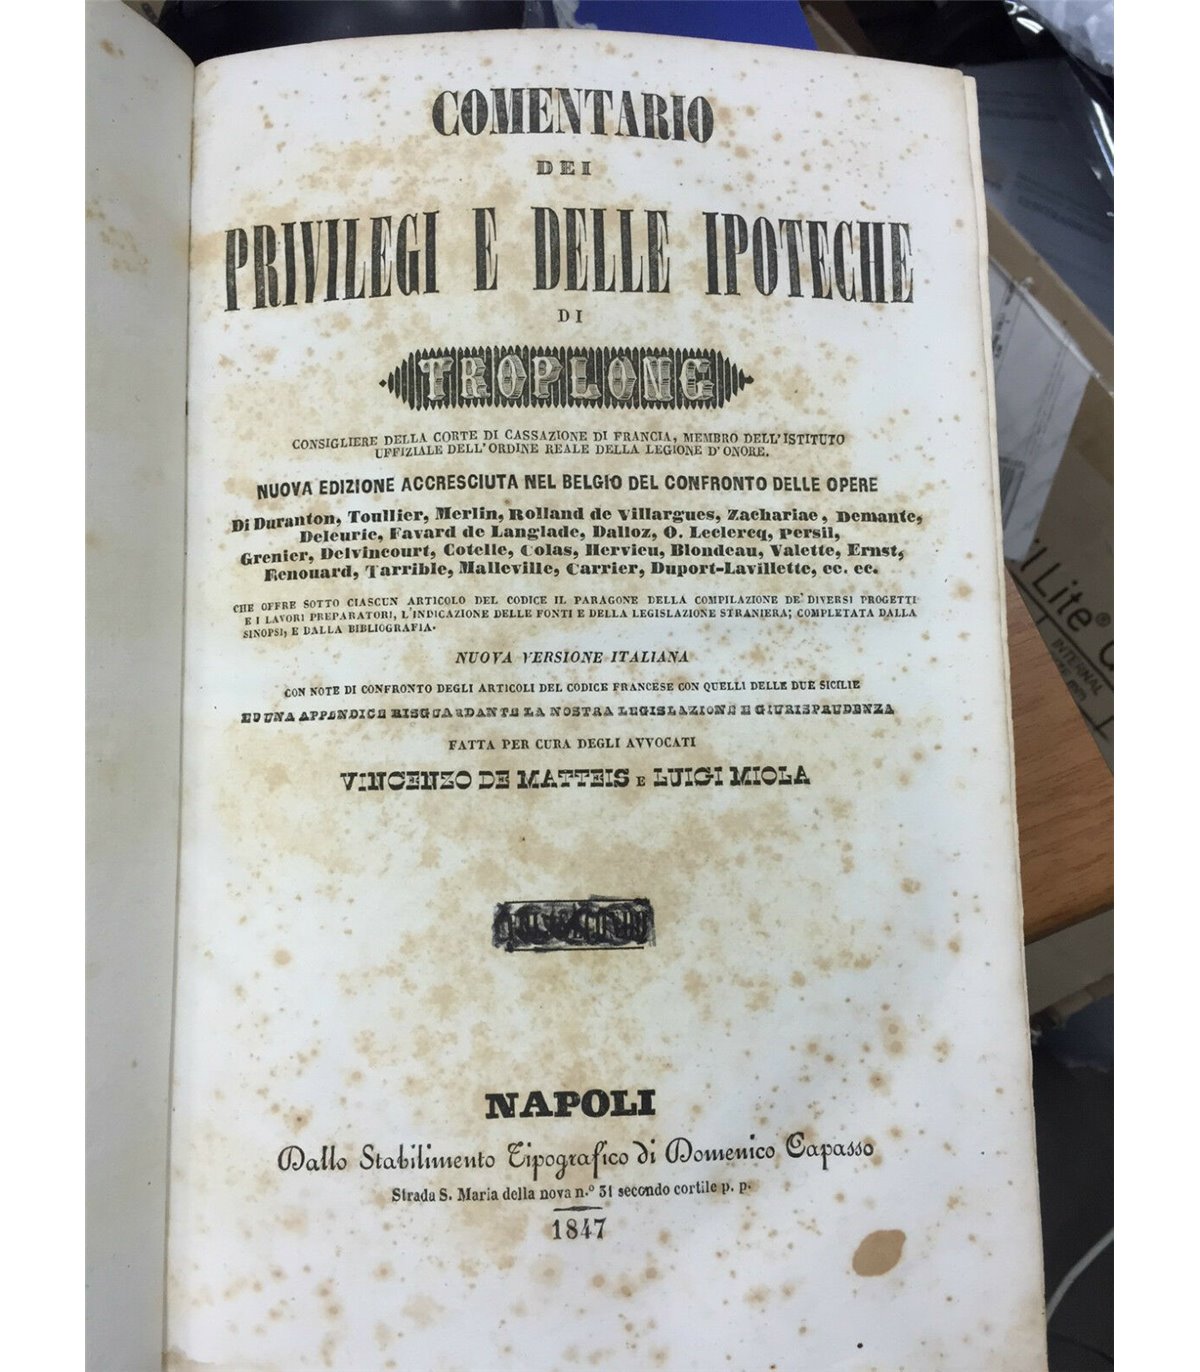 COMENTARIO
DEI
PRIVILEGI E DELLE IPOTECHE
DI
TROPLONG
CONSIGLIERE DELLA CORTE DI CASSAZIONE DI FRANCIA, MEMBRO DELL'ISTITUTO
UFFIZIALE DELL'ORDINE REALE DELLA LEGIONE D'ONORE.
NUOVA EDIZIONE ACCRESCIUTA NEL BELGIO DEL CONFRONTO DELLE OPERE
Di Duranton, Toullier, Merlin, Rolland de Villargues, Zachariae, Demante,
Deleurie, Favard de Langlade, Dalloz, O. Leclercq, Persil,
Grenier, Delvincourt, Cotelle, Colas, Hervieu, Blondeau, Valette, Ernst,
Renouard, Tarrible, Malleville, Carrier, Duport-Lavillette, ec. ec.
CHE OFFRE SOTTO CIASCUN ARTICOLO DEL CODICE IL PARAGONE DELLA COMPILAZIONE DE' DIVERSI PROGETTI
E I LAVORI PREPARATORI, L'INDICAZIONE DELLE FONTI E DELLA LEGISLAZIONE STRANIERA; COMPLETATA DALLA
SINOPSI, E DALLA BIBLIOGRAFIA.
NUOVA VERSIONE ITALIANA
CON NOTE DI CONFRONTO DEGLI ARTICOLI DEL CODICE FRANCESE CON QUELLI DELLE DUE SICILIE
ED UNA APPENDICE RISGUARDANTE LA NOSTRA LEGISLAZIONE E GIURISPRUDENZA
FATTA PER CURA DEGLI AVVOCATI
VINCENZO DE MATTEIS E LUIGI MIOLA
NAPOLI
Dallo Stabilimento Tipografico di Domenico Capasso
Strada S. Maria della nova n.° 31 secondo cortile p. p.
1847
Lite®
INTERNAL